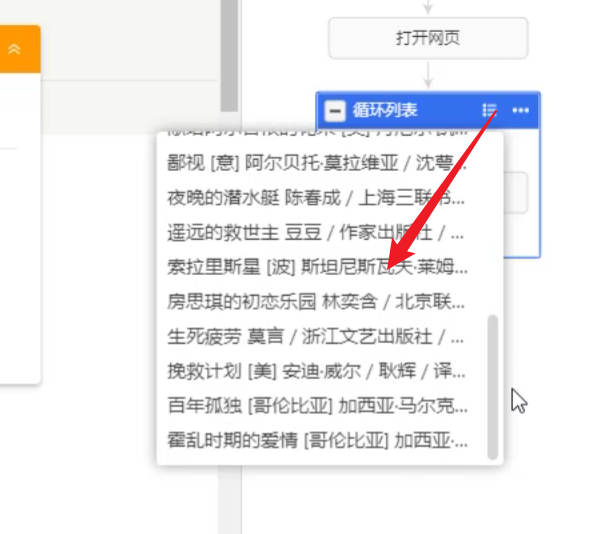 打开网页
循环列表
鄙视 [意] 阿尔贝托·莫拉维亚 / 沈萼...
夜晚的潜水艇 陈春成 / 上海三联书...
遥远的救世主 豆豆 / 作家出版社 / ...
索拉里斯星 [波] 斯坦尼斯瓦夫·莱姆...
房思琪的初恋乐园 林奕含 / 北京联...
生死疲劳 莫言 / 浙江文艺出版社 / ...
挽救计划 [美] 安迪·威尔 / 耿辉 / 译...
百年孤独 [哥伦比亚] 加西亚·马尔克...
霍乱时期的爱情 [哥伦比亚] 加西亚·...